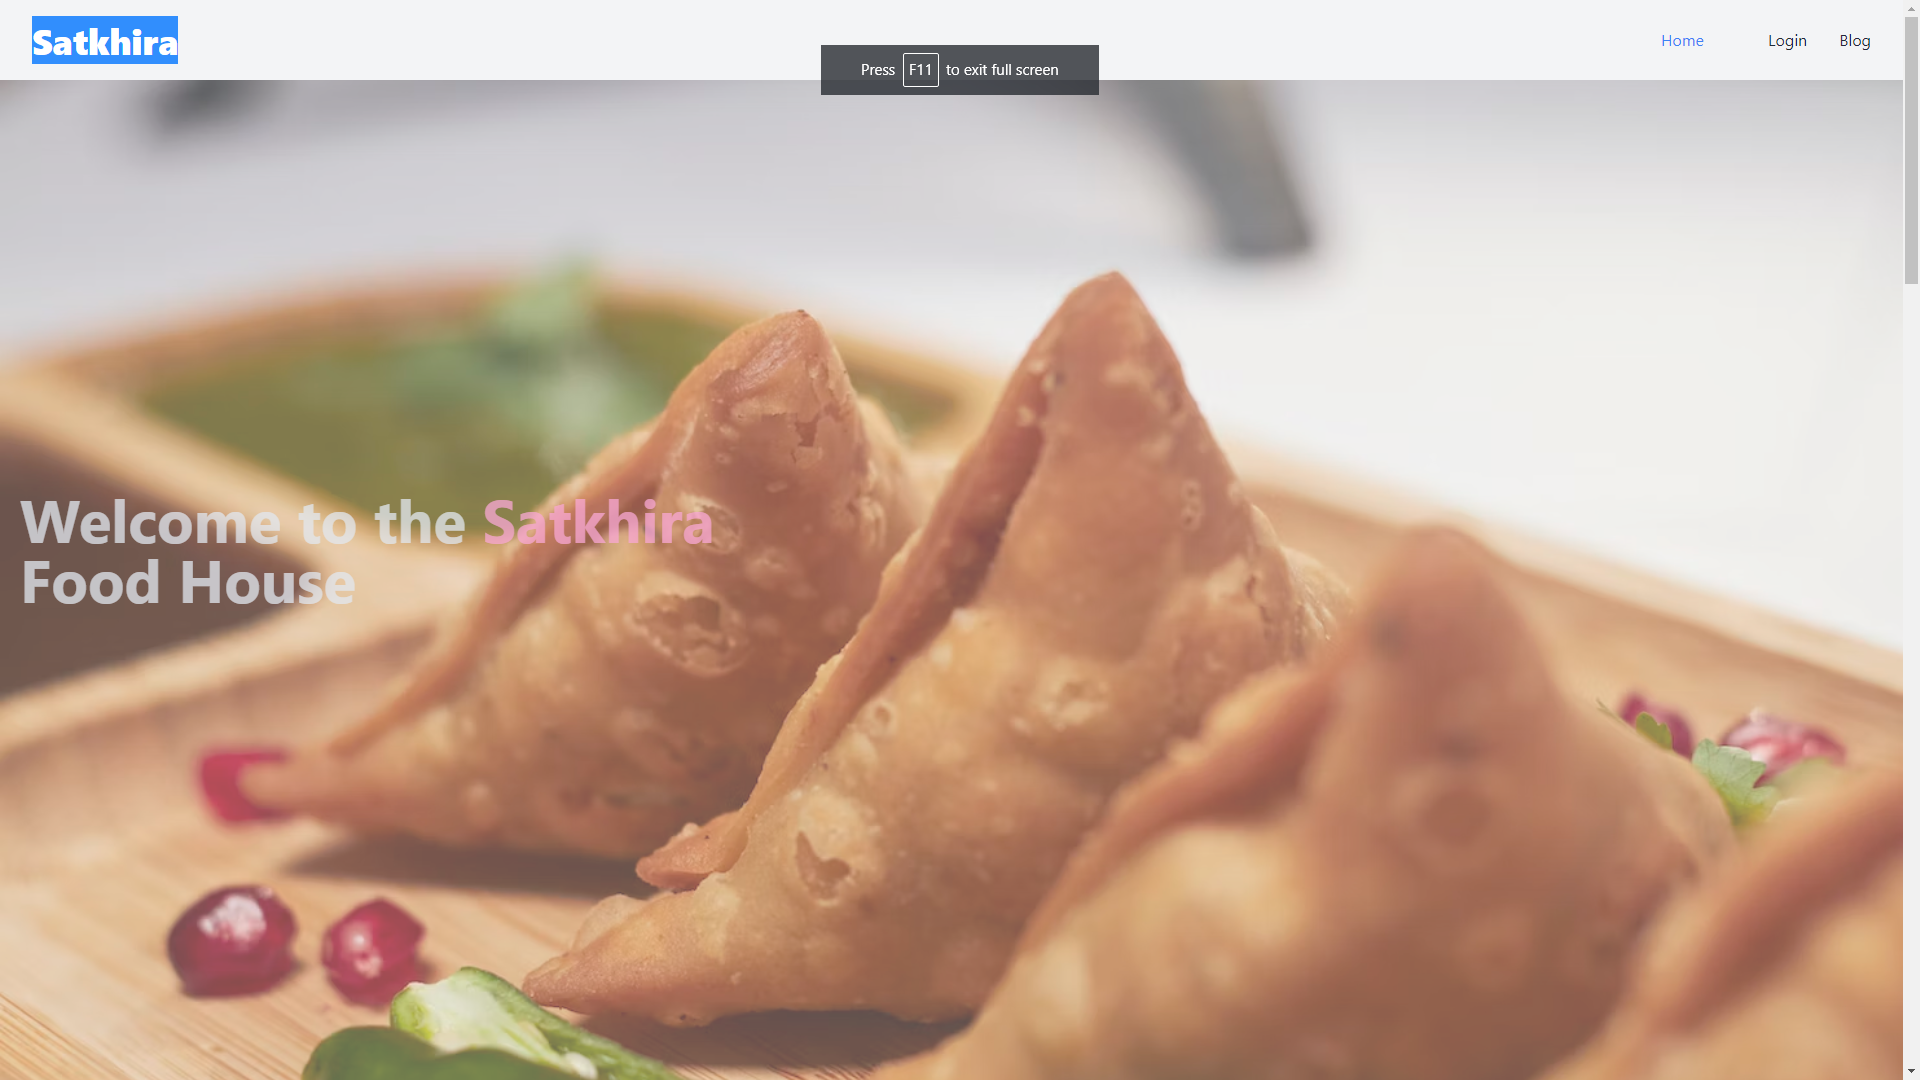 Satkhira
Home Login Blog
Press F11 to exit full screen
Welcome to the Satkhira
Food House